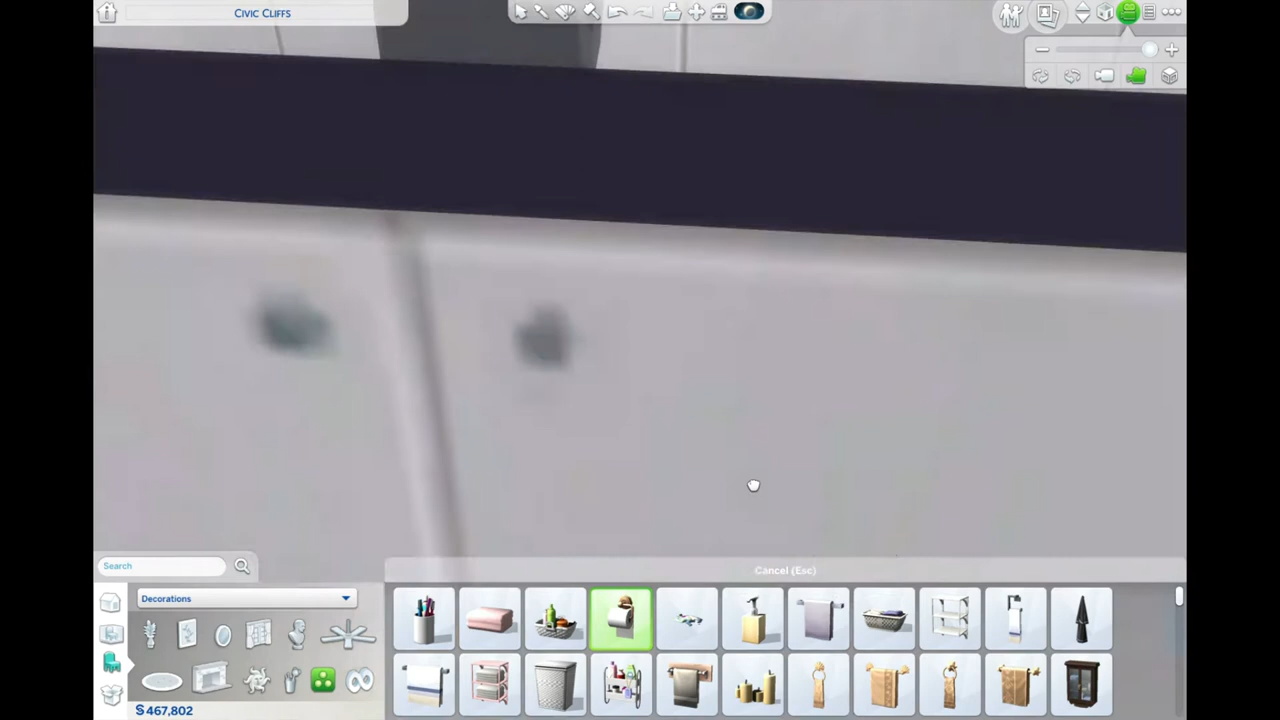 CIVIC CLIFFS
Cancel (Esc)
Search
Decorations
§467,802